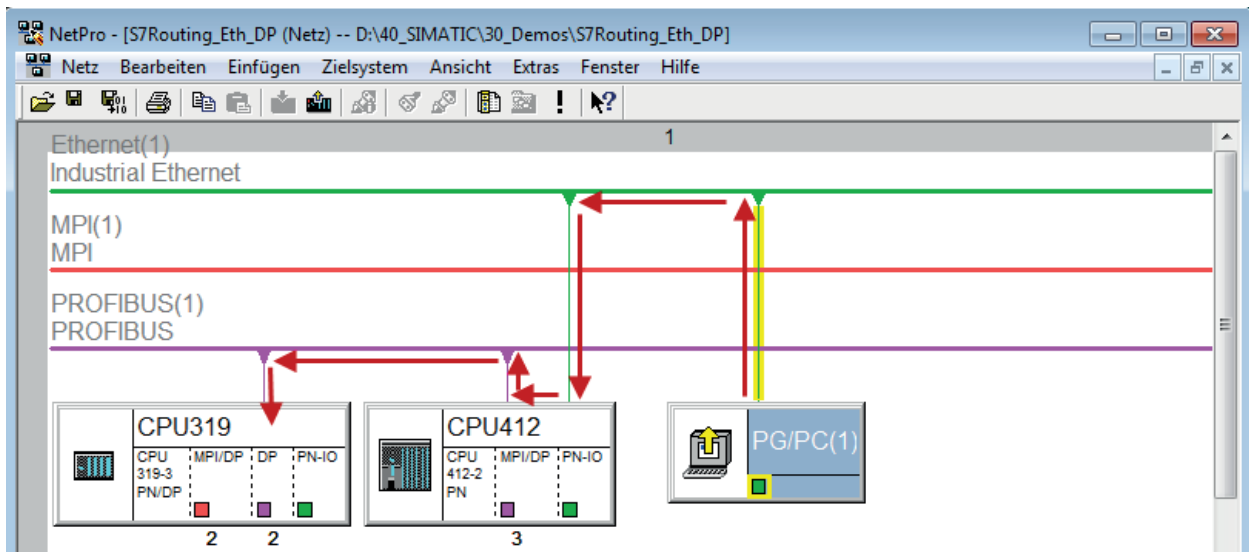 NetPro - [S7Routing_Eth_DP (Netz) -- D:\40_SIMATIC\30_Demos\S7Routing_Eth_DP]
Netz Bearbeiten Einfügen Zielsystem Ansicht Extras Fenster Hilfe
1
Ethernet(1)
Industrial Ethernet
MPI(1)
MPI
PROFIBUS(1)
PROFIBUS
CPU319
CPU 319-3 PN/DP
MPI/DP
DP
PN-IO
2
2
CPU412
CPU 412-2 PN
MPI/DP
PN-IO
3
PG/PC(1)